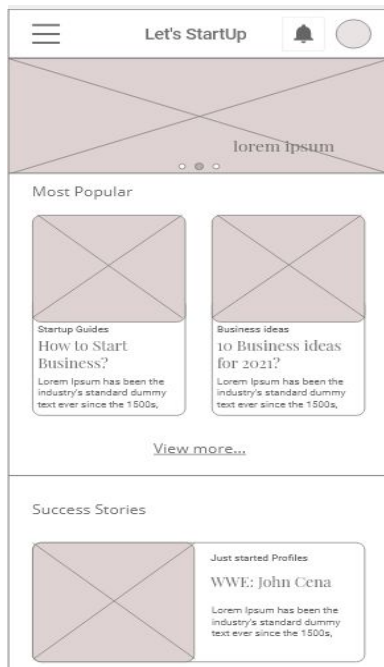 Let's StartUp
lorem ipsum
Most Popular
Startup Guides
How to Start
Business?
Lorem Ipsum has been the
industry's standard dummy
text ever since the 1500s,
Business ideas
10 Business ideas
for 2021?
Lorem Ipsum has been the
industry's standard dummy
text ever since the 1500s,
View more...
Success Stories
Just started Profiles
WWE: John Cena
Lorem Ipsum has been the
industry's standard dummy
text ever since the 1500s,